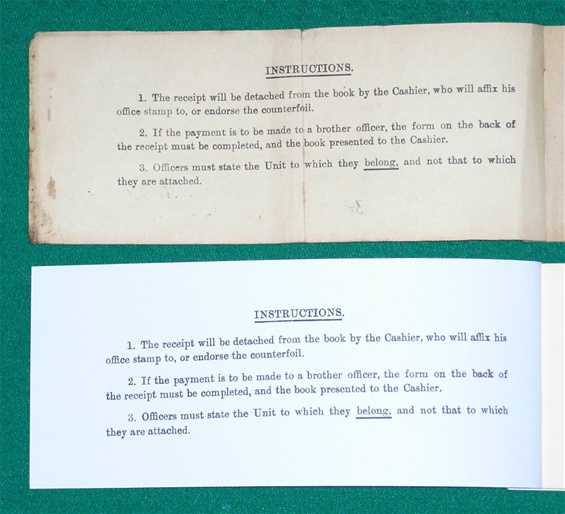 INSTRUCTIONS.
1. The receipt will be detached from the book by the Cashier, who will affix his
office stamp to, or endorse the counterfoil.
2. If the payment is to be made to a brother officer, the form on the back of
the receipt must be completed, and the book presented to the Cashier.
3. Officers must state the Unit to which they belong, and not that to which
they are attached.
INSTRUCTIONS.
1. The receipt will be detached from the book by the Cashier, who will affix his
office stamp to, or endorse the counterfoil.
2. If the payment is to be made to a brother officer, the form on the back of
the receipt must be completed, and the book presented to the Cashier.
3. Officers must state the Unit to which they belong, and not that to which
they are attached.